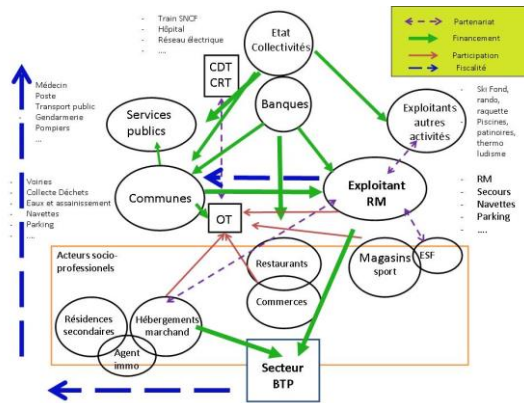 - Train SNCF
- Hôpital
- Réseau électrique
- ....
Etat
Collectivités
CDT
CRT
Banques
Partenariat
Financement
Participation
Fiscalité
Médecin
Poste
Transport public
- Gendarmerie
Pompiers
...
Services
publics
Exploitants
autres
activités
- Ski Fond,
rando,
raquette
- Piscines,
patinoires,
thermo
ludisme
- Voiries
- Collecte Déchets
- Eaux et assainissement
- Navettes
- Parking
- ....
Communes
OT
Exploitant
RM
- RM
- Secours
- Navettes
- Parking
- ....
Acteurs socio-
professionels
Restaurants
Commerces
Magasins
sport
ESF
Résidences
secondaires
Hébergements
marchand
Agent
immo
Secteur
BTP